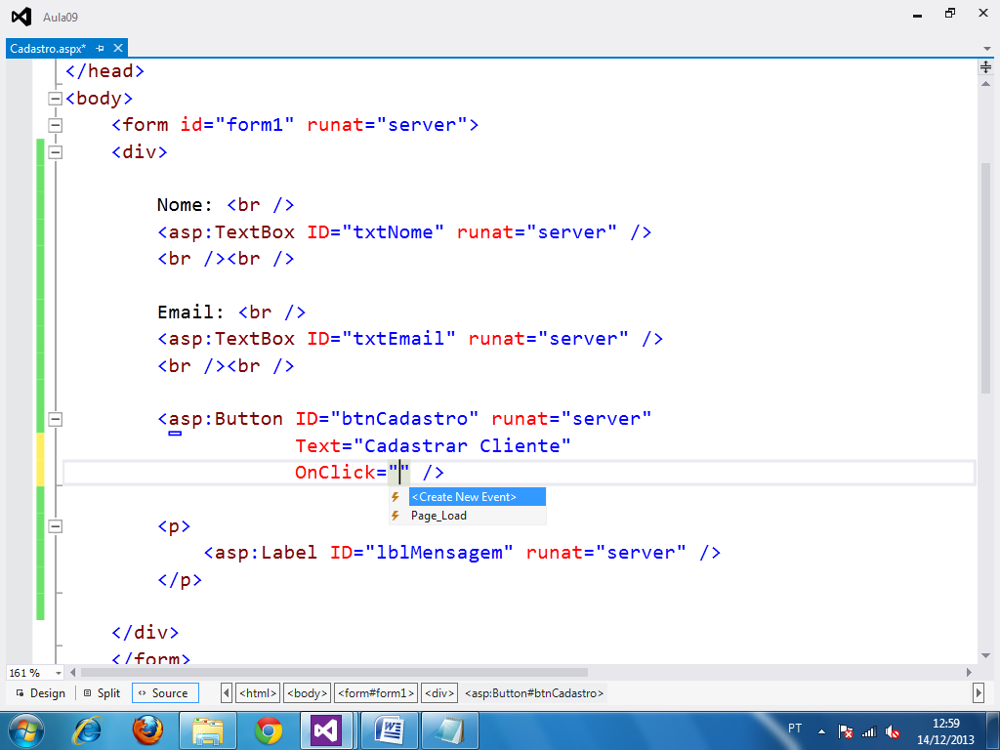 Aula09
Cadastro.aspx*
</head>
<body>
<form id="form1" runat="server">
<div>
Nome: <br />
<asp:TextBox ID="txtNome" runat="server" />
<br /><br />
Email: <br />
<asp:TextBox ID="txtEmail" runat="server" />
<br /><br />
<asp:Button ID="btnCadastro" runat="server"
Text="Cadastrar Cliente"
OnClick="" />
<Create New Event>
Page_Load
<p>
<asp:Label ID="lblMensagem" runat="server" />
</p>
</div>
</form>
161 %
Design Split Source <html> <body> <form#form1> <div> <asp:Button#btnCadastro>
PT 12:59
14/12/2013